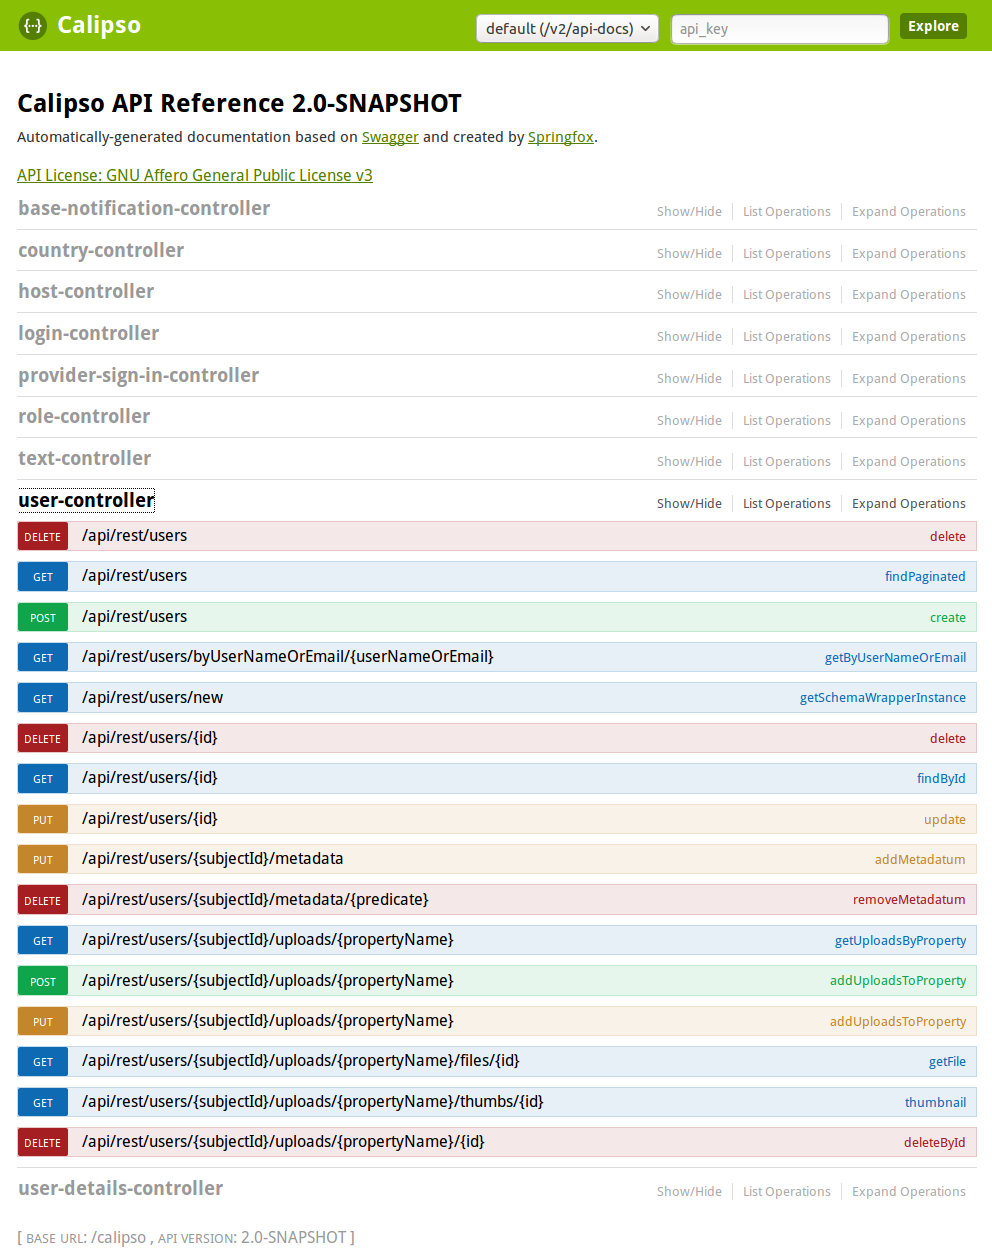 {···} Calipso default (/v2/api-docs) api_key Explore
Calipso API Reference 2.0-SNAPSHOT
Automatically-generated documentation based on Swagger and created by Springfox.
API License: GNU Affero General Public License v3
base-notification-controller Show/Hide List Operations Expand Operations
country-controller Show/Hide List Operations Expand Operations
host-controller Show/Hide List Operations Expand Operations
login-controller Show/Hide List Operations Expand Operations
provider-sign-in-controller Show/Hide List Operations Expand Operations
role-controller Show/Hide List Operations Expand Operations
text-controller Show/Hide List Operations Expand Operations
user-controller Show/Hide List Operations Expand Operations
DELETE /api/rest/users delete
GET /api/rest/users findPaginated
POST /api/rest/users create
GET /api/rest/users/byUserNameOrEmail/{userNameOrEmail} getByUserNameOrEmail
GET /api/rest/users/new getSchemaWrapperInstance
DELETE /api/rest/users/{id} delete
GET /api/rest/users/{id} findById
PUT /api/rest/users/{id} update
PUT /api/rest/users/{subjectId}/metadata addMetadatum
DELETE /api/rest/users/{subjectId}/metadata/{predicate} removeMetadatum
GET /api/rest/users/{subjectId}/uploads/{propertyName} getUploadsByProperty
POST /api/rest/users/{subjectId}/uploads/{propertyName} addUploadsToProperty
PUT /api/rest/users/{subjectId}/uploads/{propertyName} addUploadsToProperty
GET /api/rest/users/{subjectId}/uploads/{propertyName}/files/{id} getFile
GET /api/rest/users/{subjectId}/uploads/{propertyName}/thumbs/{id} thumbnail
DELETE /api/rest/users/{subjectId}/uploads/{propertyName}/{id} deleteById
user-details-controller Show/Hide List Operations Expand Operations
[ BASE URL: /calipso , API VERSION: 2.0-SNAPSHOT ]